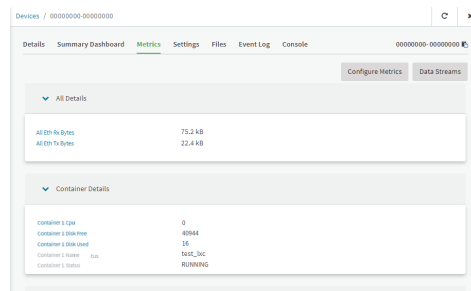 Devices / 00000000-00000000
Details Summary Dashboard Metrics Settings Files Event Log Console 00000000-00000000
Configure Metrics Data Streams
All Details
All Eth Rx Bytes 75.2 kB
All Eth Tx Bytes 22.4 kB
Container Details
Container 1 Cpu 0
Container 1 Disk Free 40944
Container 1 Disk Used 16
Container 1 Name test_lxc
Container 1 Status RUNNING